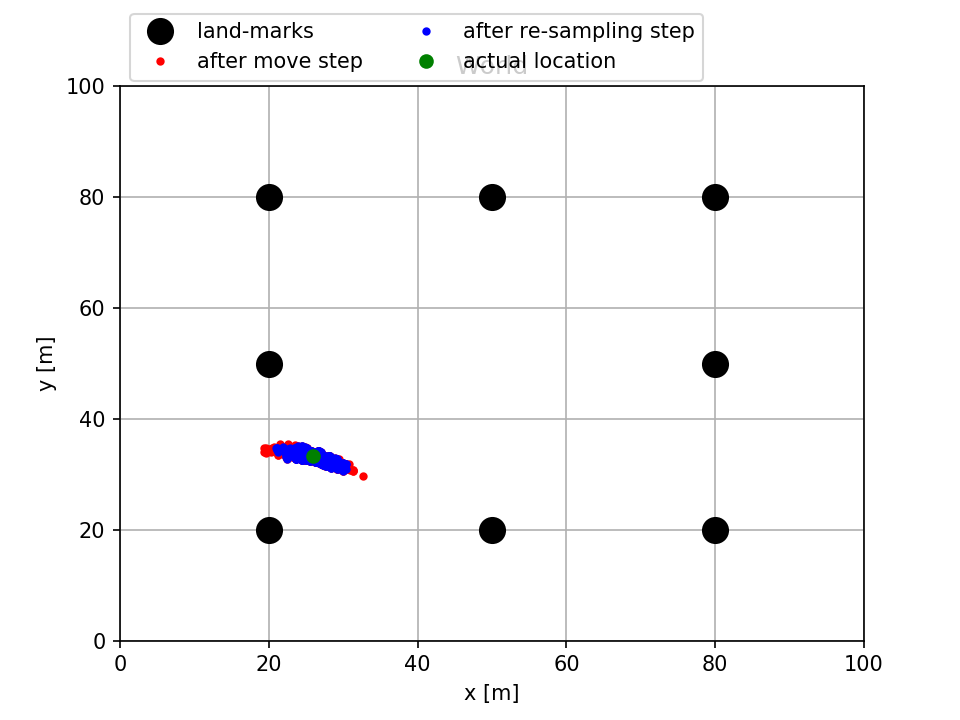 land-marks
after move step
after re-sampling step
actual location
World
100
80
60
40
20
0
0 20 40 60 80 100
y [m]
x [m]